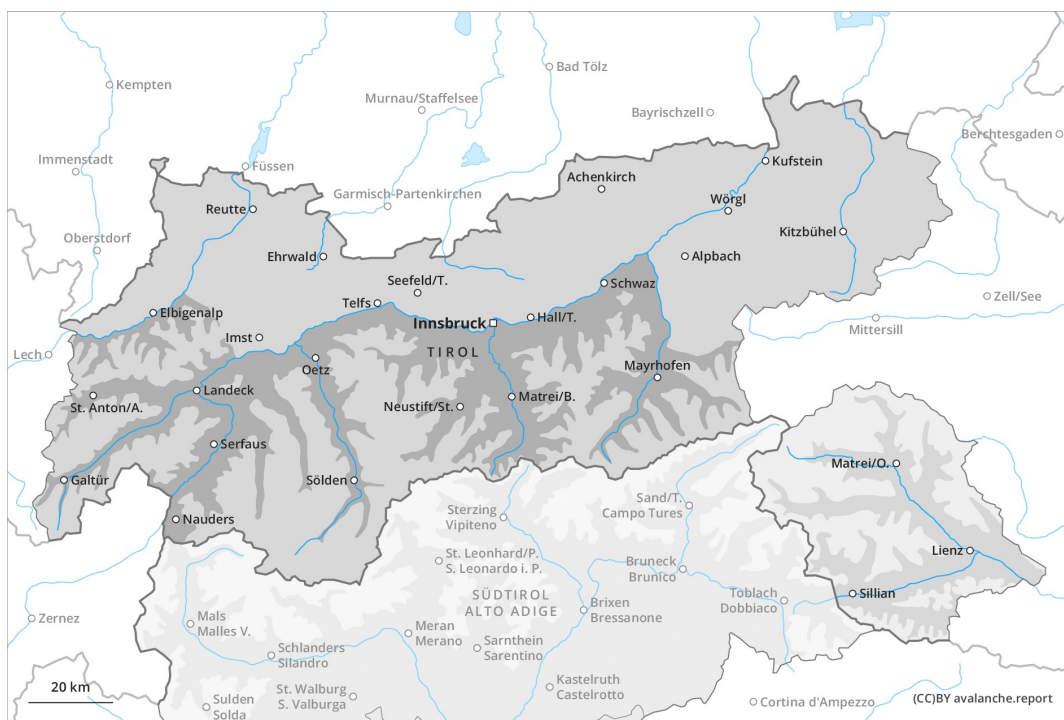 Kempten
Bad Tölz
Murnau/Staffelsee
Bayrischzell
Berchtesgaden
Immenstadt
Füssen
Kufstein
Achenkirch
Garmisch-Partenkirchen
Wörgl
Reutte
Kitzbühel
Oberstdorf
Ehrwald
Alpbach
Seefeld/T.
Schwaz
Zell/See
Telfs
Elbigenalp
Innsbruck
Hall/T.
Mittersill
Imst
Lech
TIROL
Oetz
Mayrhofen
Landeck
St. Anton/A.
Neustift/St.
Matrei/B.
Serfaus
Matrei/O.
Galtür
Sölden
Sand/T.
Campo Tures
Sterzing
Vipiteno
Nauders
Lienz
St. Leonhard/P.
S. Leonardo i. P.
Bruneck
Brunico
SÜDTIROL
ALTO ADIGE
Toblach
Dobbiaco
Sillian
Brixen
Bressanone
Zernez
Mals
Malles V.
Meran
Merano
Sarnthein
Sarentino
Schlanders
Silandro
20 km
St. Walburg
S. Valburga
Kastelruth
Castelrotto
Sulden
Solda
Cortina d'Ampezzo
(CC)BY avalanche.report